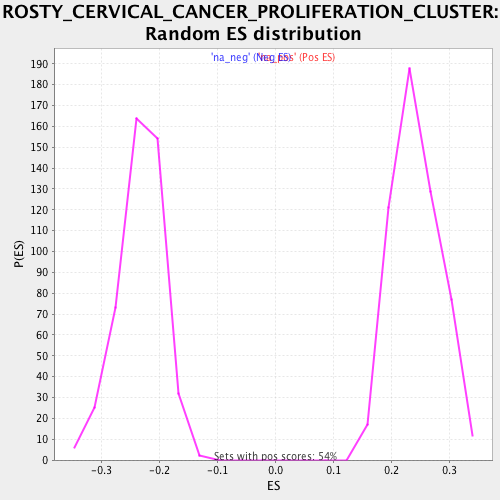 ROSTY_CERVICAL_CANCER_PROLIFERATION_CLUSTER:
Random ES distribution
'na_neg' (Neg ES) 'na_pos' (Pos ES)
190
180
170
160
150
140
130
120
110
100
90
80
70
60
50
40
30
20
10
0
P(ES)
Sets with pos scores: 54%
-0.3 -0.2 -0.1 0.0 0.1 0.2 0.3
ES